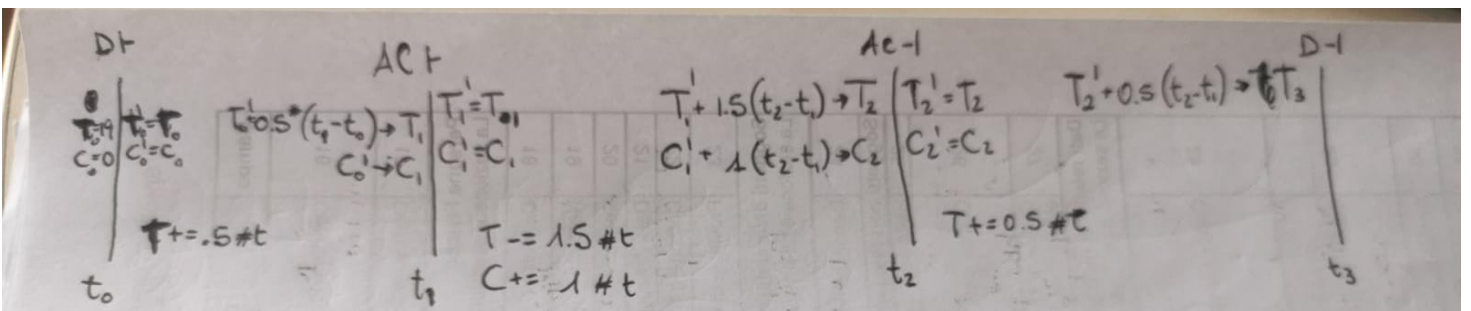 D⊢
AC⊢
AC⊣
D⊣
T₀=19
C₀=0
T₀'=T₀
C₀'=C₀
T₀'0.5*(t₁-t₀)→T₁
C₀'→C₁
T₁'=T₁
C₁'=C₁
T₁'+1.5(t₂-t₁)→T₂
C₁'+1(t₂-t₁)→C₂
T₂'=T₂
C₂'=C₂
T₂'+0.5(t₂-t₁)→T₃
T+=.5#t
T-=1.5#t
C+=1#t
T+=0.5#t
t₀
t₁
t₂
t₃